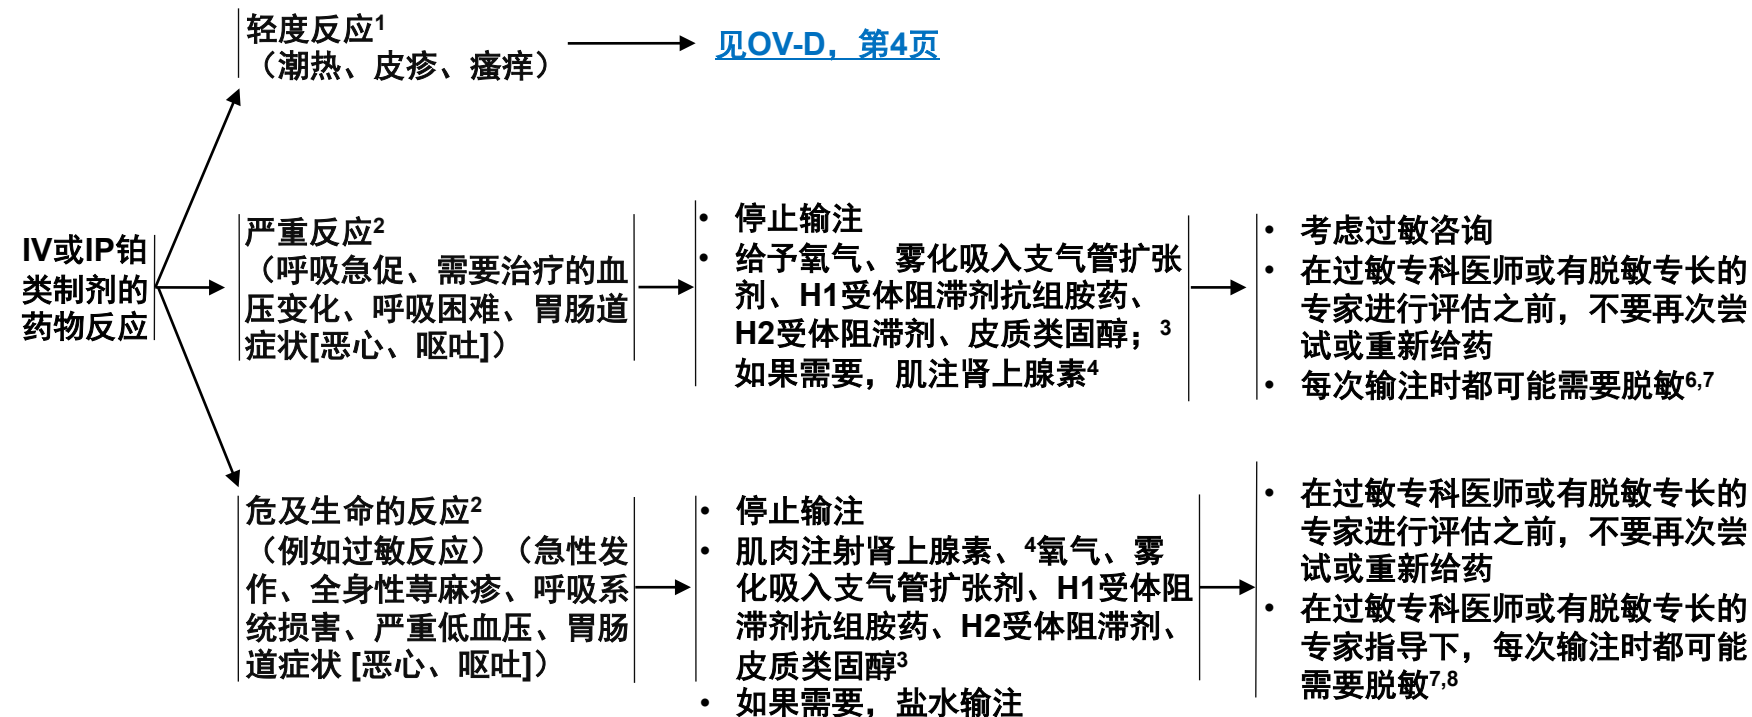 轻度反应1
（潮热、皮疹、瘙痒）
见OV-D，第4页
IV或IP铂
类制剂的
药物反应
严重反应2
（呼吸急促、需要治疗的血
压变化、呼吸困难、胃肠道
症状[恶心、呕吐]）
• 停止输注
• 给予氧气、雾化吸入支气管扩张
剂、H1受体阻滞剂抗组胺药、
H2受体阻滞剂、皮质类固醇；3
如果需要，肌注肾上腺素4
• 考虑过敏咨询
• 在过敏专科医师或有脱敏专长的
专家进行评估之前，不要再次尝
试或重新给药
• 每次输注时都可能需要脱敏6,7
危及生命的反应2
（例如过敏反应）（急性发
作、全身性荨麻疹、呼吸系
统损害、严重低血压、胃肠
道症状 [恶心、呕吐]）
• 停止输注
• 肌肉注射肾上腺素、4氧气、雾
化吸入支气管扩张剂、H1受体阻
滞剂抗组胺药、H2受体阻滞剂、
皮质类固醇3
• 如果需要，盐水输注
• 在过敏专科医师或有脱敏专长的
专家进行评估之前，不要再次尝
试或重新给药
• 在过敏专科医师或有脱敏专长的
专家指导下，每次输注时都可能
需要脱敏7,8